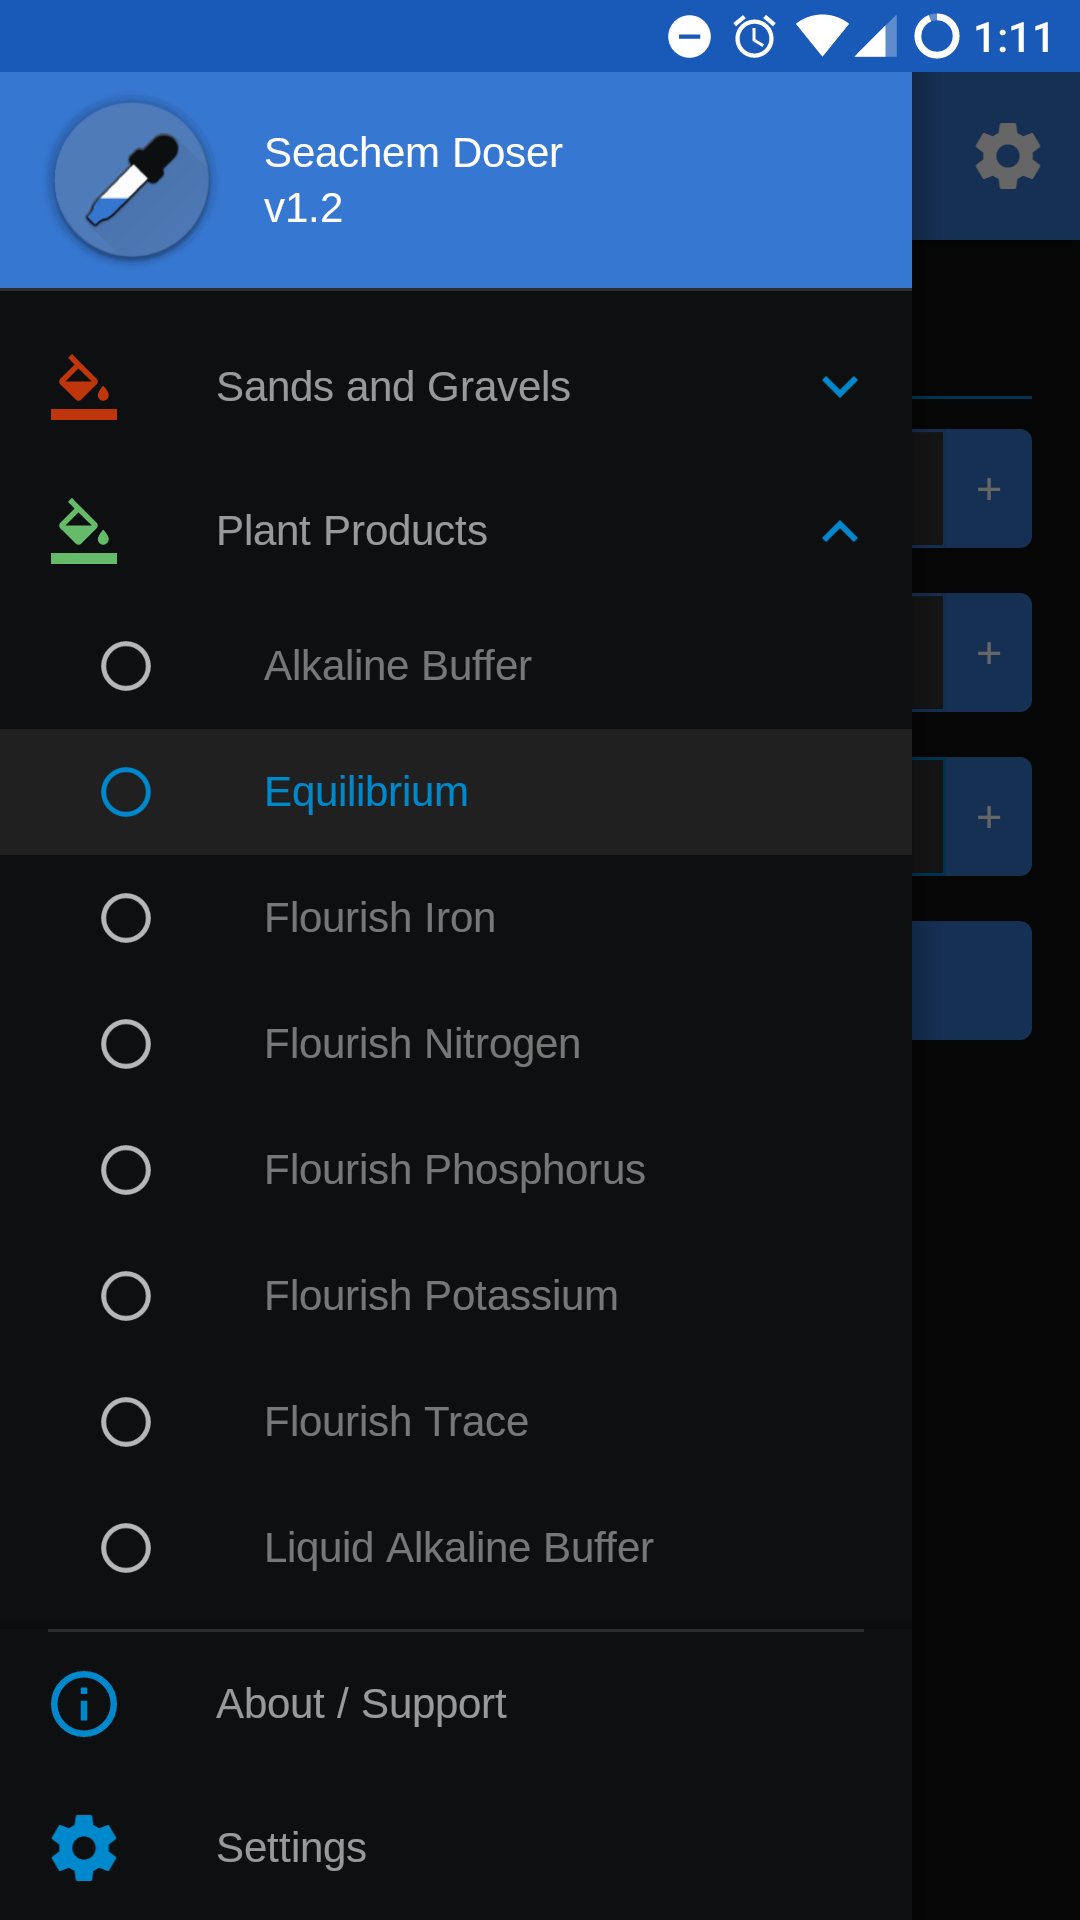 1:11
Seachem Doser
v1.2
Sands and Gravels
+
Plant Products
+
Alkaline Buffer
Equilibrium
+
Flourish Iron
Flourish Nitrogen
Flourish Phosphorus
Flourish Potassium
Flourish Trace
Liquid Alkaline Buffer
About / Support
Settings